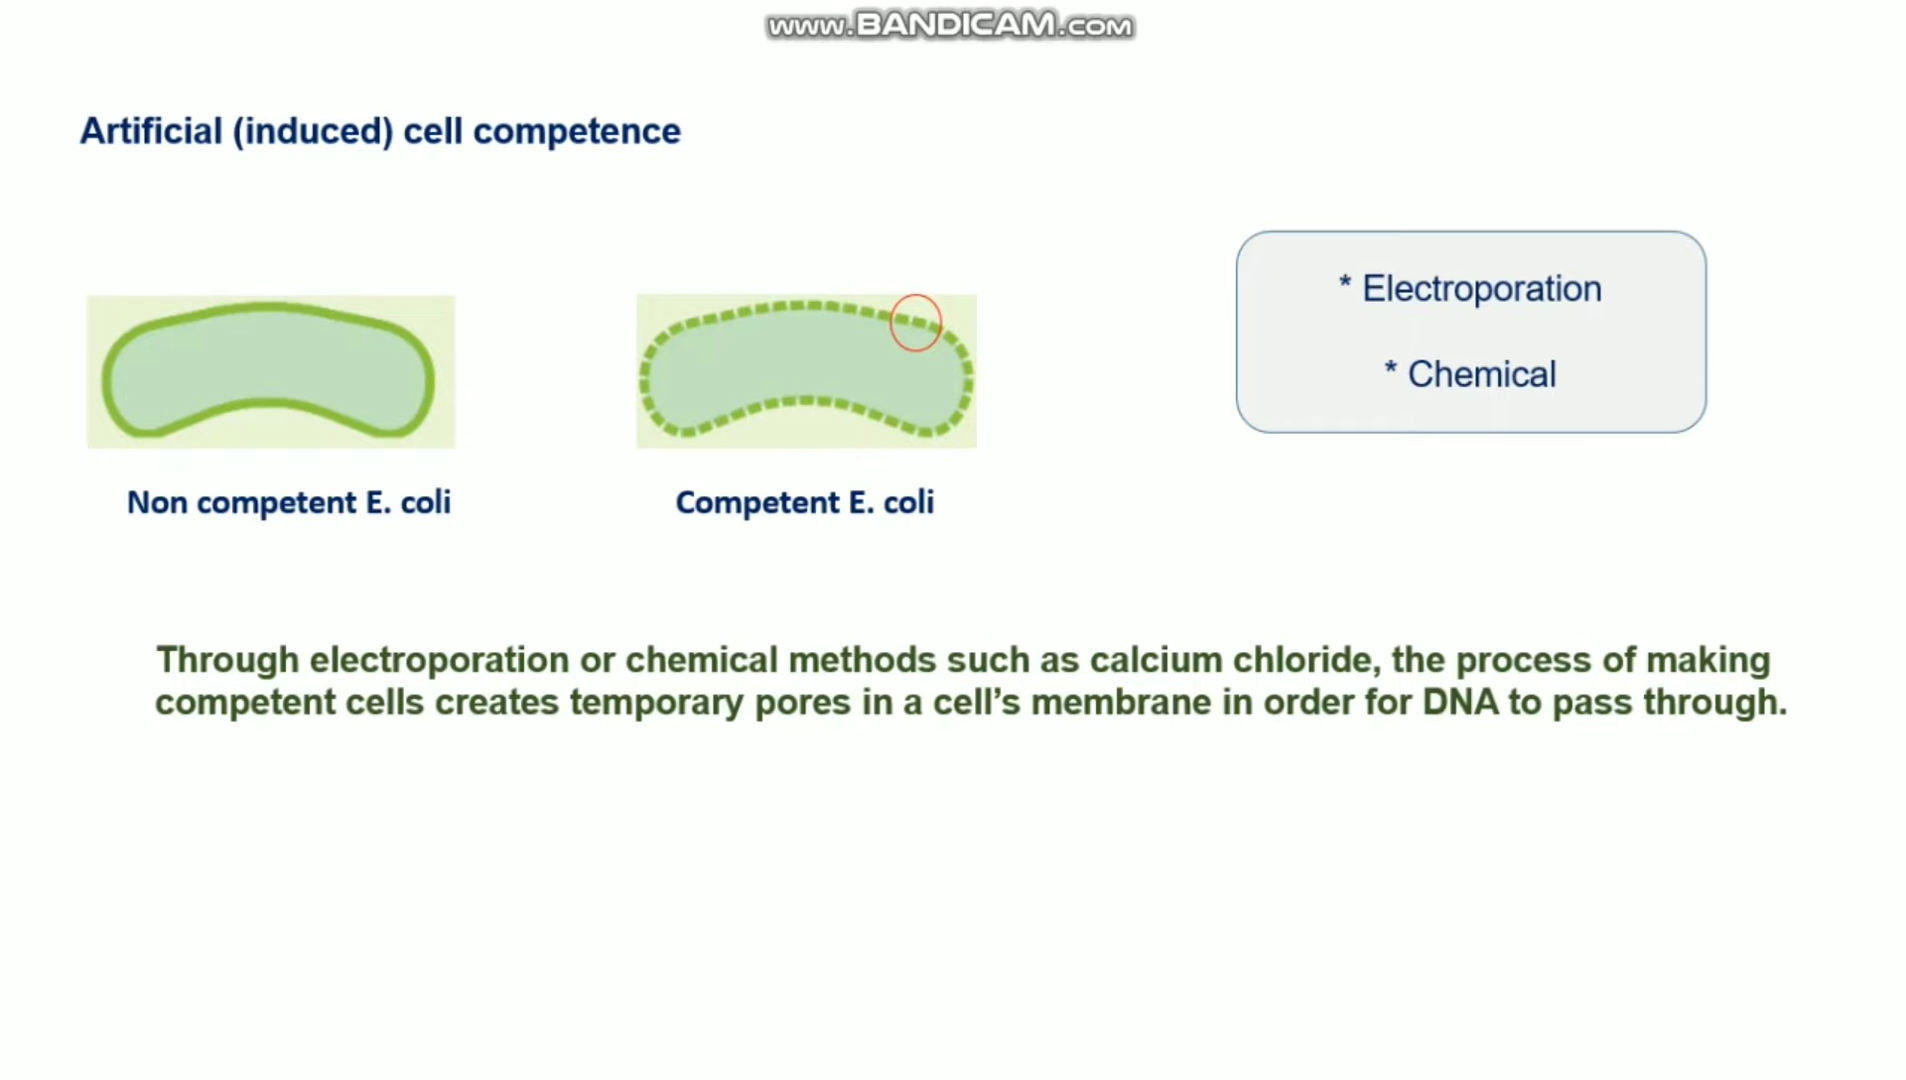 www.BANDICAM.com
Artificial (induced) cell competence
* Electroporation
* Chemical
Non competent E. coli
Competent E. coli
Through electroporation or chemical methods such as calcium chloride, the process of making
competent cells creates temporary pores in a cell’s membrane in order for DNA to pass through.